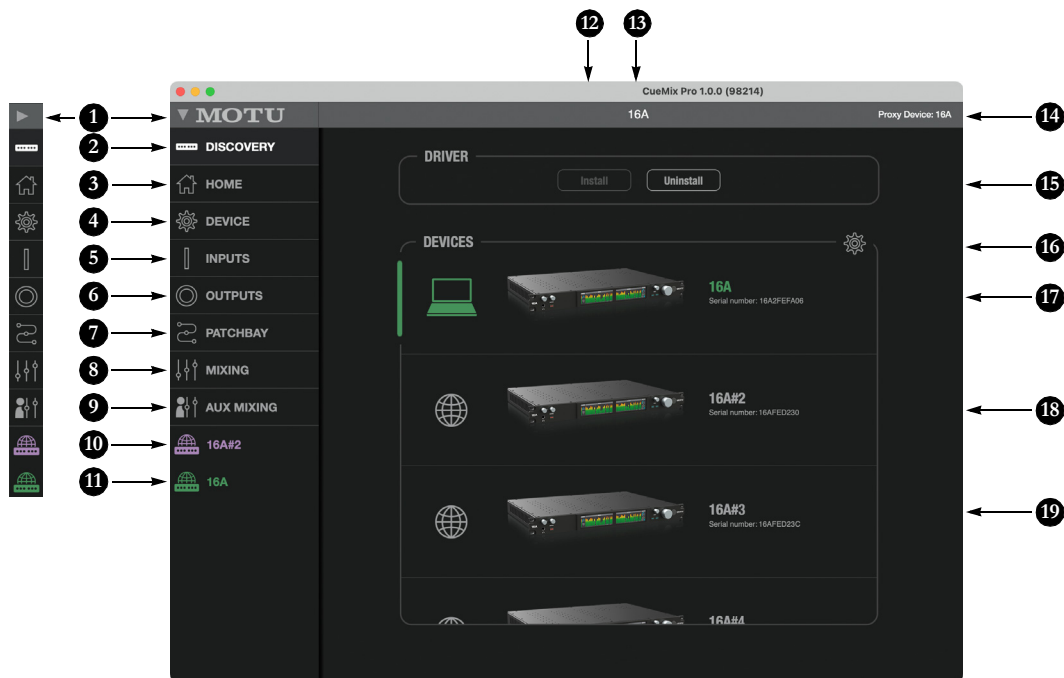 12 13
CueMix Pro 1.0.0 (98214)
1 MOTU 16A Proxy Device: 16A 14
2 DISCOVERY
DRIVER
3 HOME Install Uninstall 15
4 DEVICE
DEVICES 16
5 INPUTS
6 OUTPUTS 16A 17
Serial number: 16A2FEFA06
7 PATCHBAY
8 MIXING
9 AUX MIXING 16A#2 18
Serial number: 16AFED230
10 16A#2
11 16A
16A#3 19
Serial number: 16AFED23C
16A#4